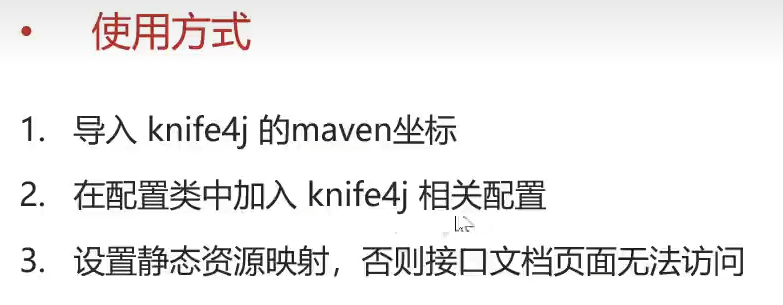 • 使用方式
1. 导入 knife4j 的maven坐标
2. 在配置类中加入 knife4j 相关配置
3. 设置静态资源映射，否则接口文档页面无法访问